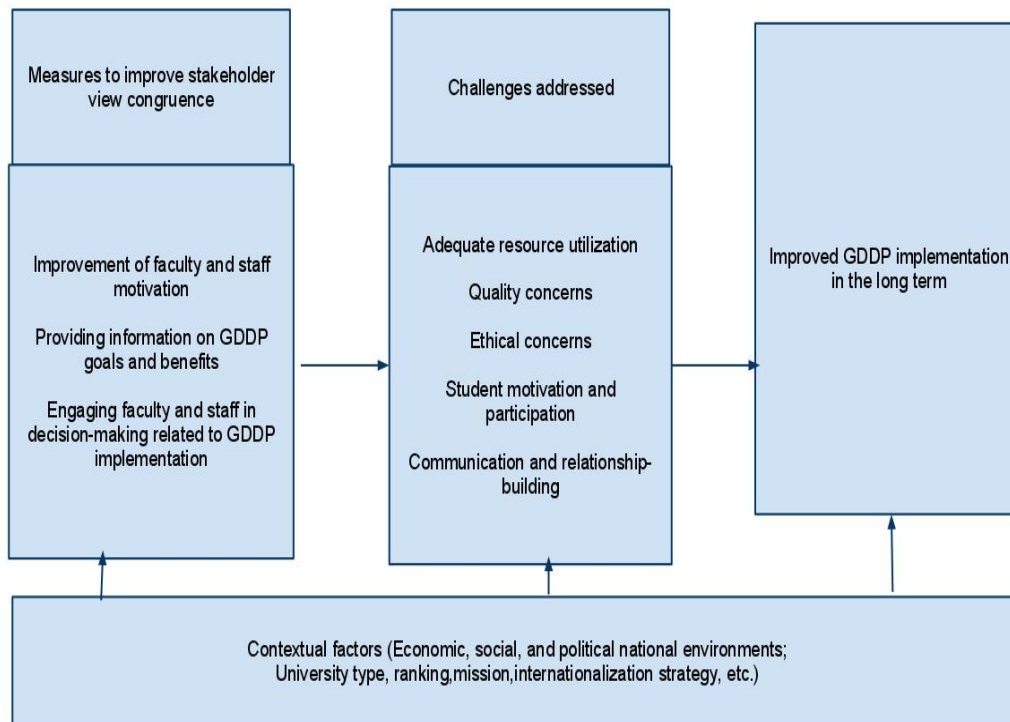 Measures to improve stakeholder
view congruence
Improvement of faculty and staff
motivation
Providing information on GDDP
goals and benefits
Engaging faculty and staff in
decision-making related to GDDP
implementation
Challenges addressed
Adequate resource utilization
Quality concerns
Ethical concerns
Student motivation and
participation
Communication and relationship-
building
Improved GDDP implementation
in the long term
Contextual factors (Economic, social, and political national environments;
University type, ranking,mission,internationalization strategy, etc.)